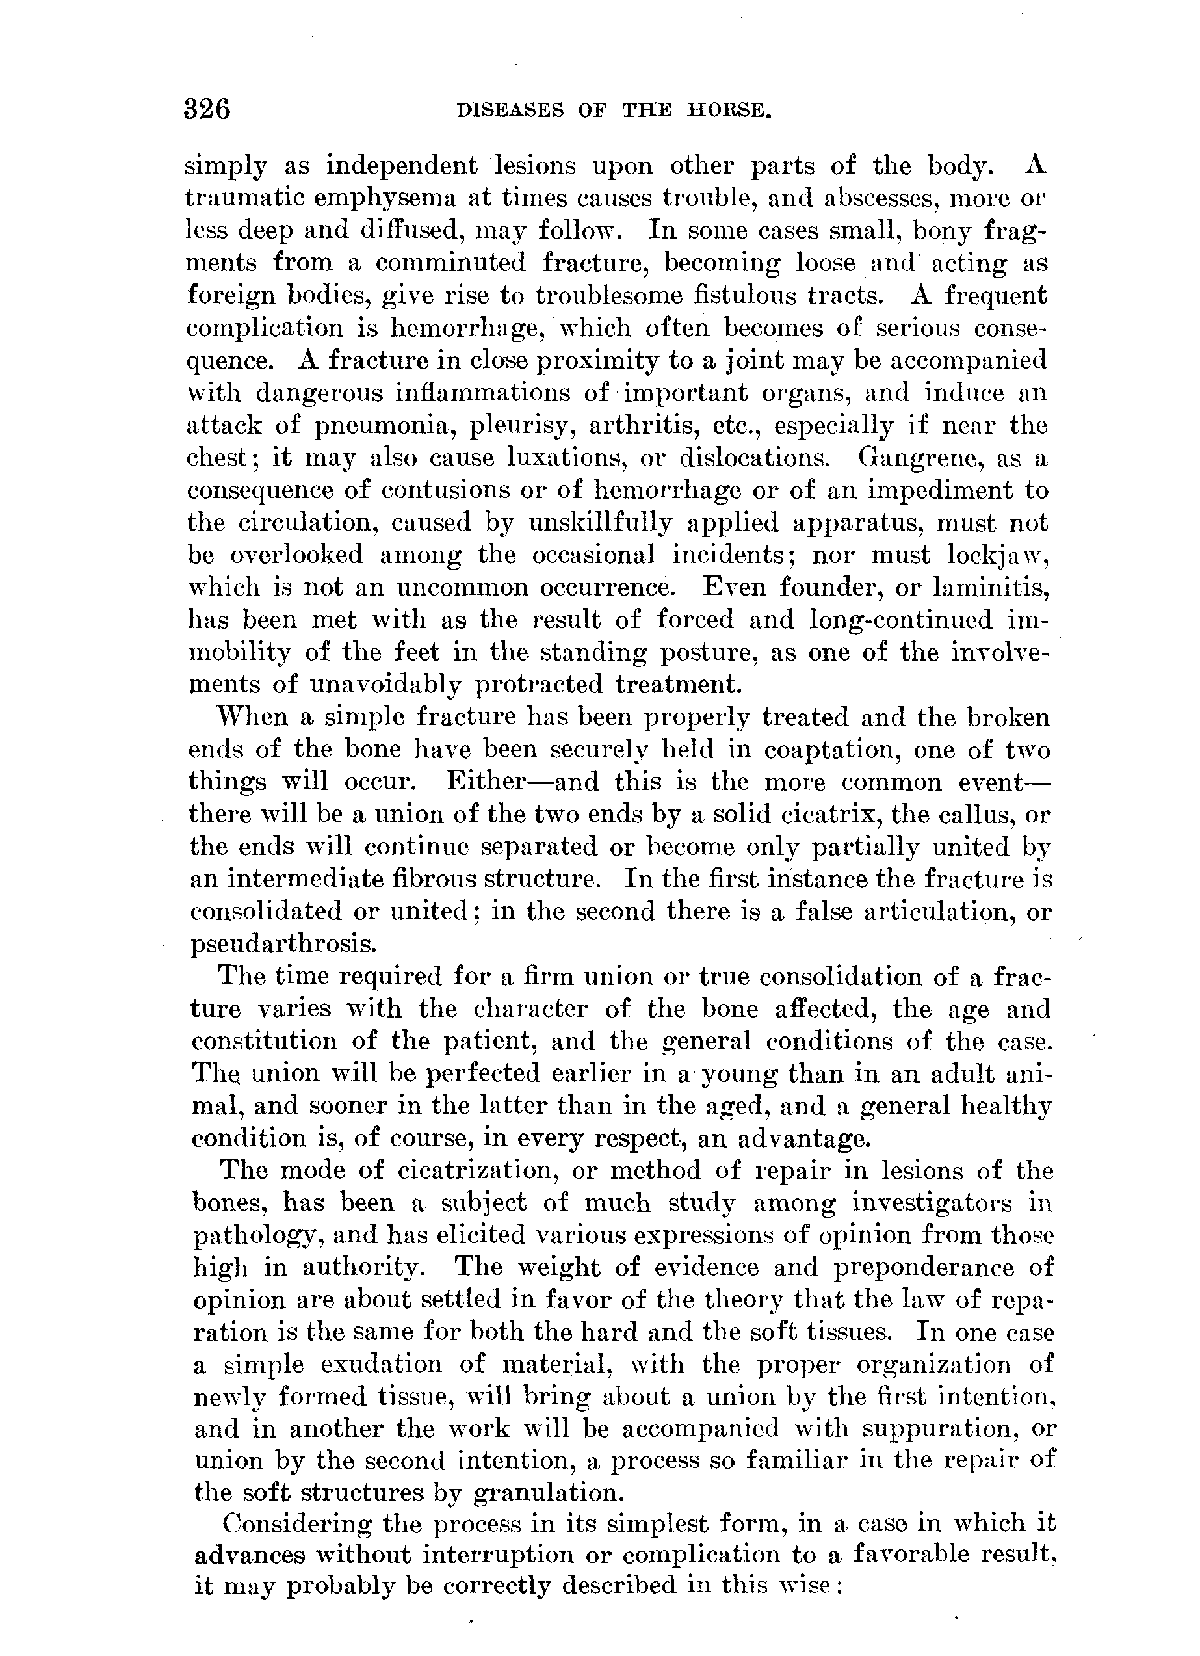 326 DISEASES OF THE HORSE.
simply as independent lesions upon other parts of the body. A
traumatic emphysema at times causes trouble, and abscesses, more or
less deep and diffused, may follow. In some cases small, bony frag-
ments from a comminuted fracture, becoming loose and acting as
foreign bodies, give rise to troublesome fistulous tracts. A frequent
complication is hemorrhage, which often becomes of serious conse-
quence. A fracture in close proximity to a joint may be accompanied
with dangerous inflammations of important organs, and induce an
attack of pneumonia, pleurisy, arthritis, etc., especially if near the
chest; it may also cause luxations, or dislocations. Gangrene, as a
consequence of contusions or of hemorrhage or of an impediment to
the circulation, caused by unskillfully applied apparatus, must not
be overlooked among the occasional incidents; nor must lockjaw,
which is not an uncommon occurrence. Even founder, or laminitis,
has been met with as the result of forced and long-continued im-
mobility of the feet in the standing posture, as one of the involve-
ments of unavoidably protracted treatment.
When a simple fracture has been properly treated and the broken
ends of the bone have been securely held in coaptation, one of two
things will occur. Either—and this is the more common event—
there will be a union of the two ends by a solid cicatrix, the callus, or
the ends will continue separated or become only partially united by
an intermediate fibrous structure. In the first instance the fracture is
consolidated or united; in the second there is a false articulation, or
pseudarthrosis.
The time required for a firm union or true consolidation of a frac-
ture varies with the character of the bone affected, the age and
constitution of the patient, and the general conditions of the case.
The union will be perfected earlier in a young than in an adult ani-
mal, and sooner in the latter than in the aged, and a general healthy
condition is, of course, in every respect, an advantage.
The mode of cicatrization, or method of repair in lesions of the
bones, has been a subject of much study among investigators in
pathology, and has elicited various expressions of opinion from those
high in authority. The weight of evidence and preponderance of
opinion are about settled in favor of the theory that the law of repa-
ration is the same for both the hard and the soft tissues. In one case
a simple exudation of material, with the proper organization of
newly formed tissue, will bring about a union by the first intention,
and in another the work will be accompanied with suppuration, or
union by the second intention, a process so familiar in the repair of
the soft structures by granulation.
Considering the process in its simplest form, in a case in which it
advances without interruption or complication to a favorable result,
it may probably be correctly described in this wise: